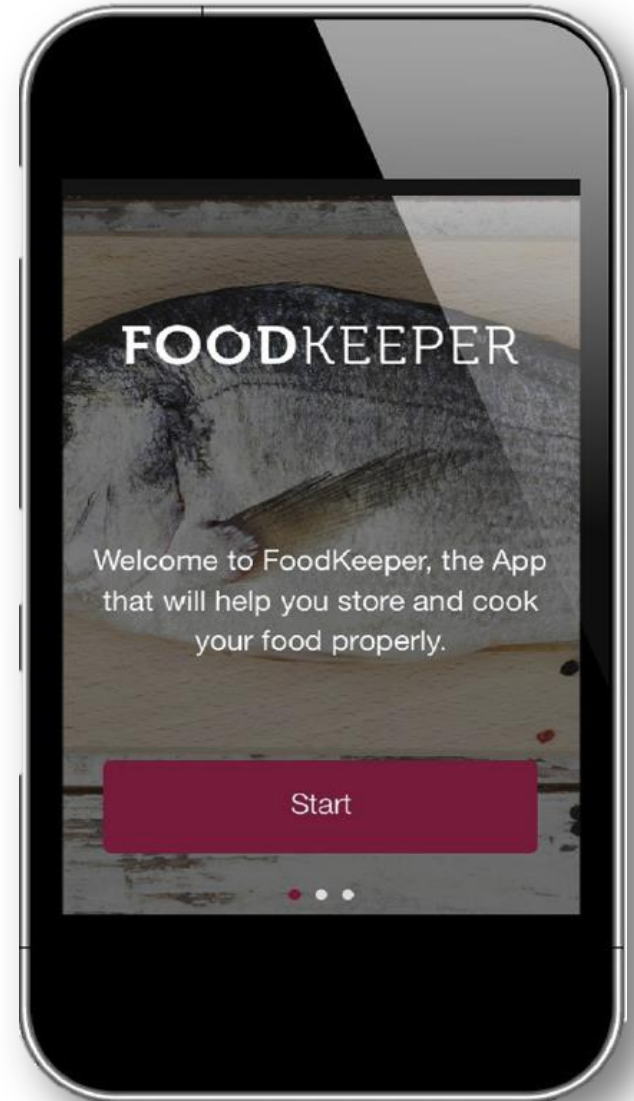 FOODKEEPER
Welcome to FoodKeeper, the App
that will help you store and cook
your food properly.
Start